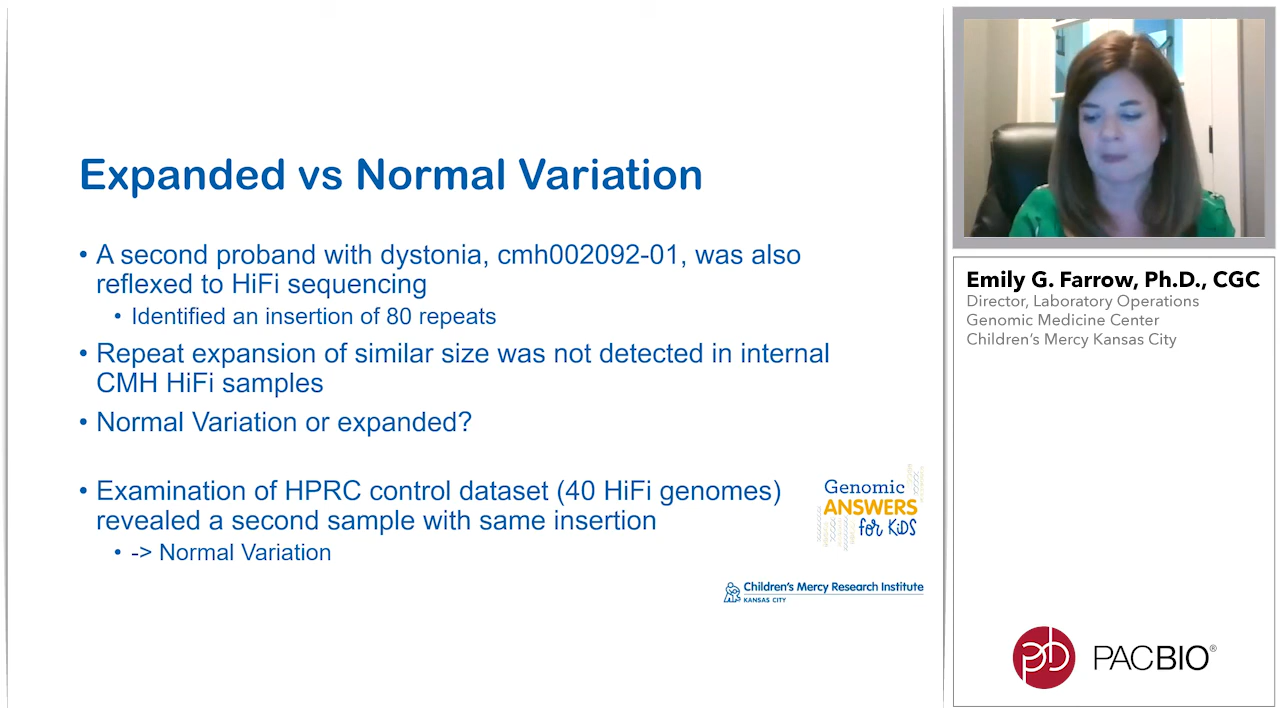 Expanded vs Normal Variation
• A second proband with dystonia, cmh002092-01, was also
reflexed to HiFi sequencing
• Identified an insertion of 80 repeats
• Repeat expansion of similar size was not detected in internal
CMH HiFi samples
• Normal Variation or expanded?
• Examination of HPRC control dataset (40 HiFi genomes)
revealed a second sample with same insertion
• -> Normal Variation
Genomic
ANSWERS
for KiDS
Children's Mercy Research Institute
KANSAS CITY
Emily G. Farrow, Ph.D., CGC
Director, Laboratory Operations
Genomic Medicine Center
Children's Mercy Kansas City
PACBIO®